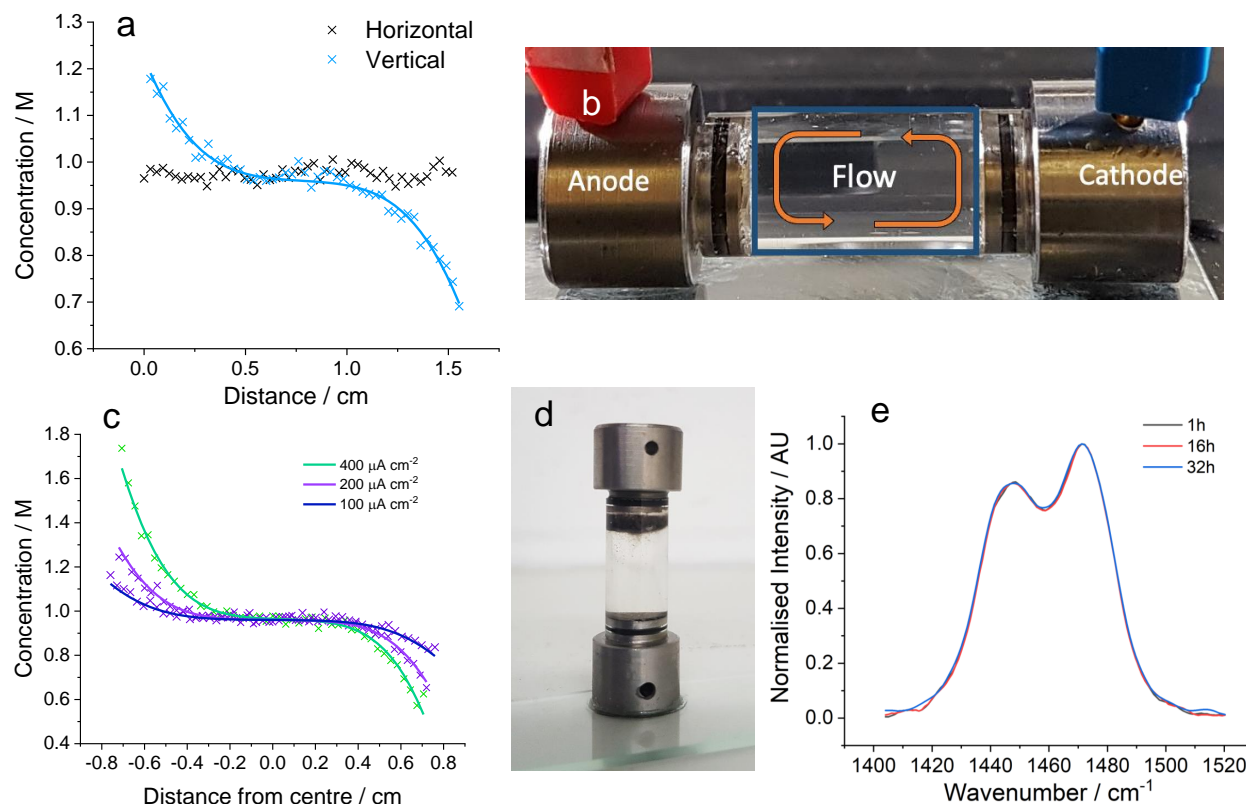 a
Horizontal
Vertical
1.3
1.2
1.1
1.0
0.9
0.8
0.7
0.6
Concentration / M
0.0
0.5
1.0
1.5
Distance / cm
b
Anode
Flow
Cathode
c
400 μA cm-2
200 μA cm-2
100 μA cm-2
1.8
1.6
1.4
1.2
1.0
0.8
0.6
0.4
Concentration / M
-0.8 -0.6 -0.4 -0.2 0.0 0.2 0.4 0.6 0.8
Distance from centre / cm
d
e
1h
16h
32h
1.0
0.8
0.6
0.4
0.2
0.0
Normalised Intensity / AU
1400 1420 1440 1460 1480 1500 1520
Wavenumber / cm-1